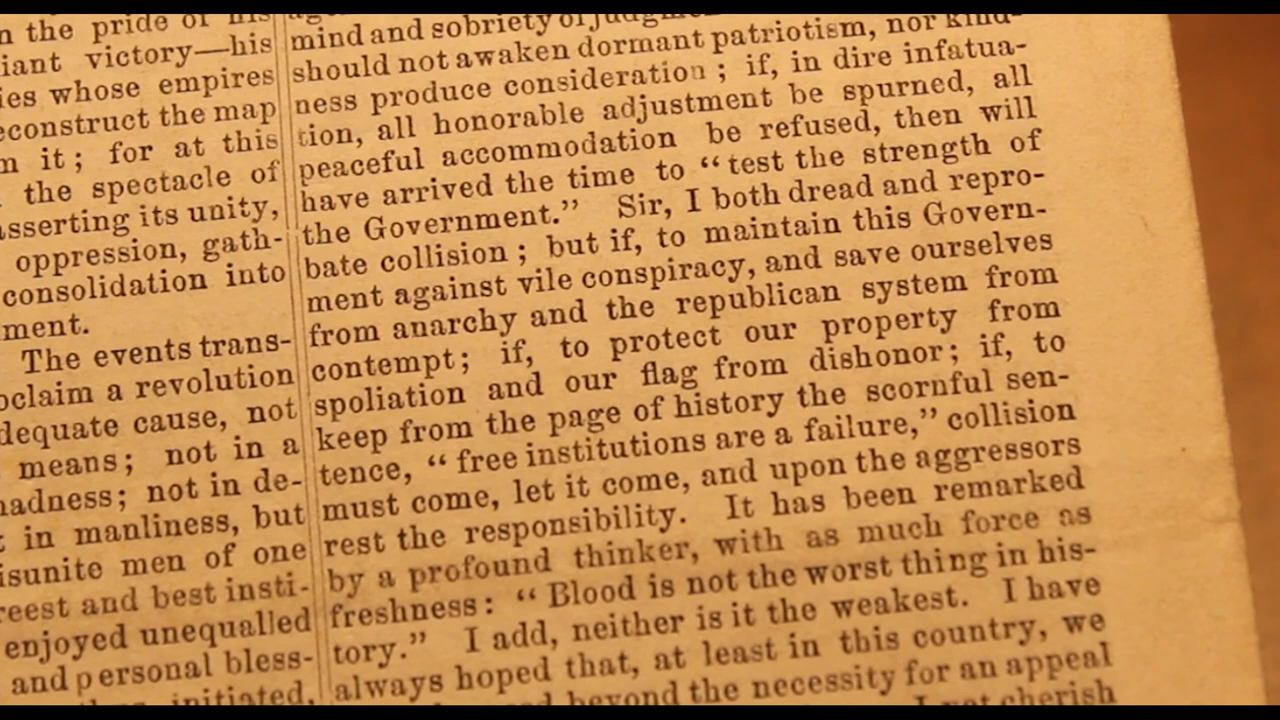 n the pride of his
iant victory—his
ies whose empires
econstruct the map
m it; for at this
the spectacle of
asserting its unity,
oppression, gath-
consolidation into
ment.
The events trans-
oclaim a revolution
dequate cause, not
means; not in a
nadness; not in de-
t in manliness, but
isunite men of one
reest and best insti-
enjoyed unequalled
and personal bless-
initiated,
mind and sobriety of
should not awaken dormant patriotism, nor kind-
ness produce consideration ; if, in dire infatua-
tion, all honorable adjustment be spurned, all
peaceful accommodation be refused, then will
have arrived the time to “ test the strength of
the Government.” Sir, I both dread and repro-
bate collision ; but if, to maintain this Govern-
ment against vile conspiracy, and save ourselves
from anarchy and the republican system from
contempt; if, to protect our property from
spoliation and our flag from dishonor; if, to
keep from the page of history the scornful sen-
tence, “ free institutions are a failure,” collision
must come, let it come, and upon the aggressors
rest the responsibility. It has been remarked
by a profound thinker, with as much force as
freshness: “ Blood is not the worst thing in his-
tory.” I add, neither is it the weakest. I have
always hoped that, at least in this country, we
beyond the necessity for an appeal
I not cherish